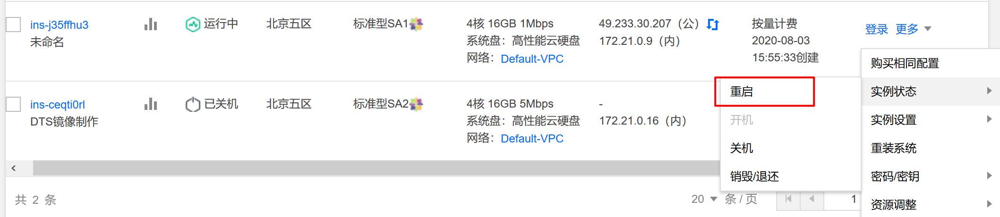 ins-j35ffhu3 运行中 北京五区 标准型SA1 4核 16GB 1Mbps 49.233.30.207（公） 按量计费 登录 更多
未命名 系统盘：高性能云硬盘 172.21.0.9（内） 2020-08-03
网络：Default-VPC 15:55:33创建
购买相同配置
重启 实例状态
ins-ceqti0rl 已关机 北京五区 标准型SA2 4核 16GB 5Mbps -
DTS镜像制作 系统盘：高性能云硬盘 172.21.0.16（内） 开机 实例设置
网络：Default-VPC
关机 重装系统
销毁/退还 密码/密钥
共 2 条 20 条 / 页 1 资源调整